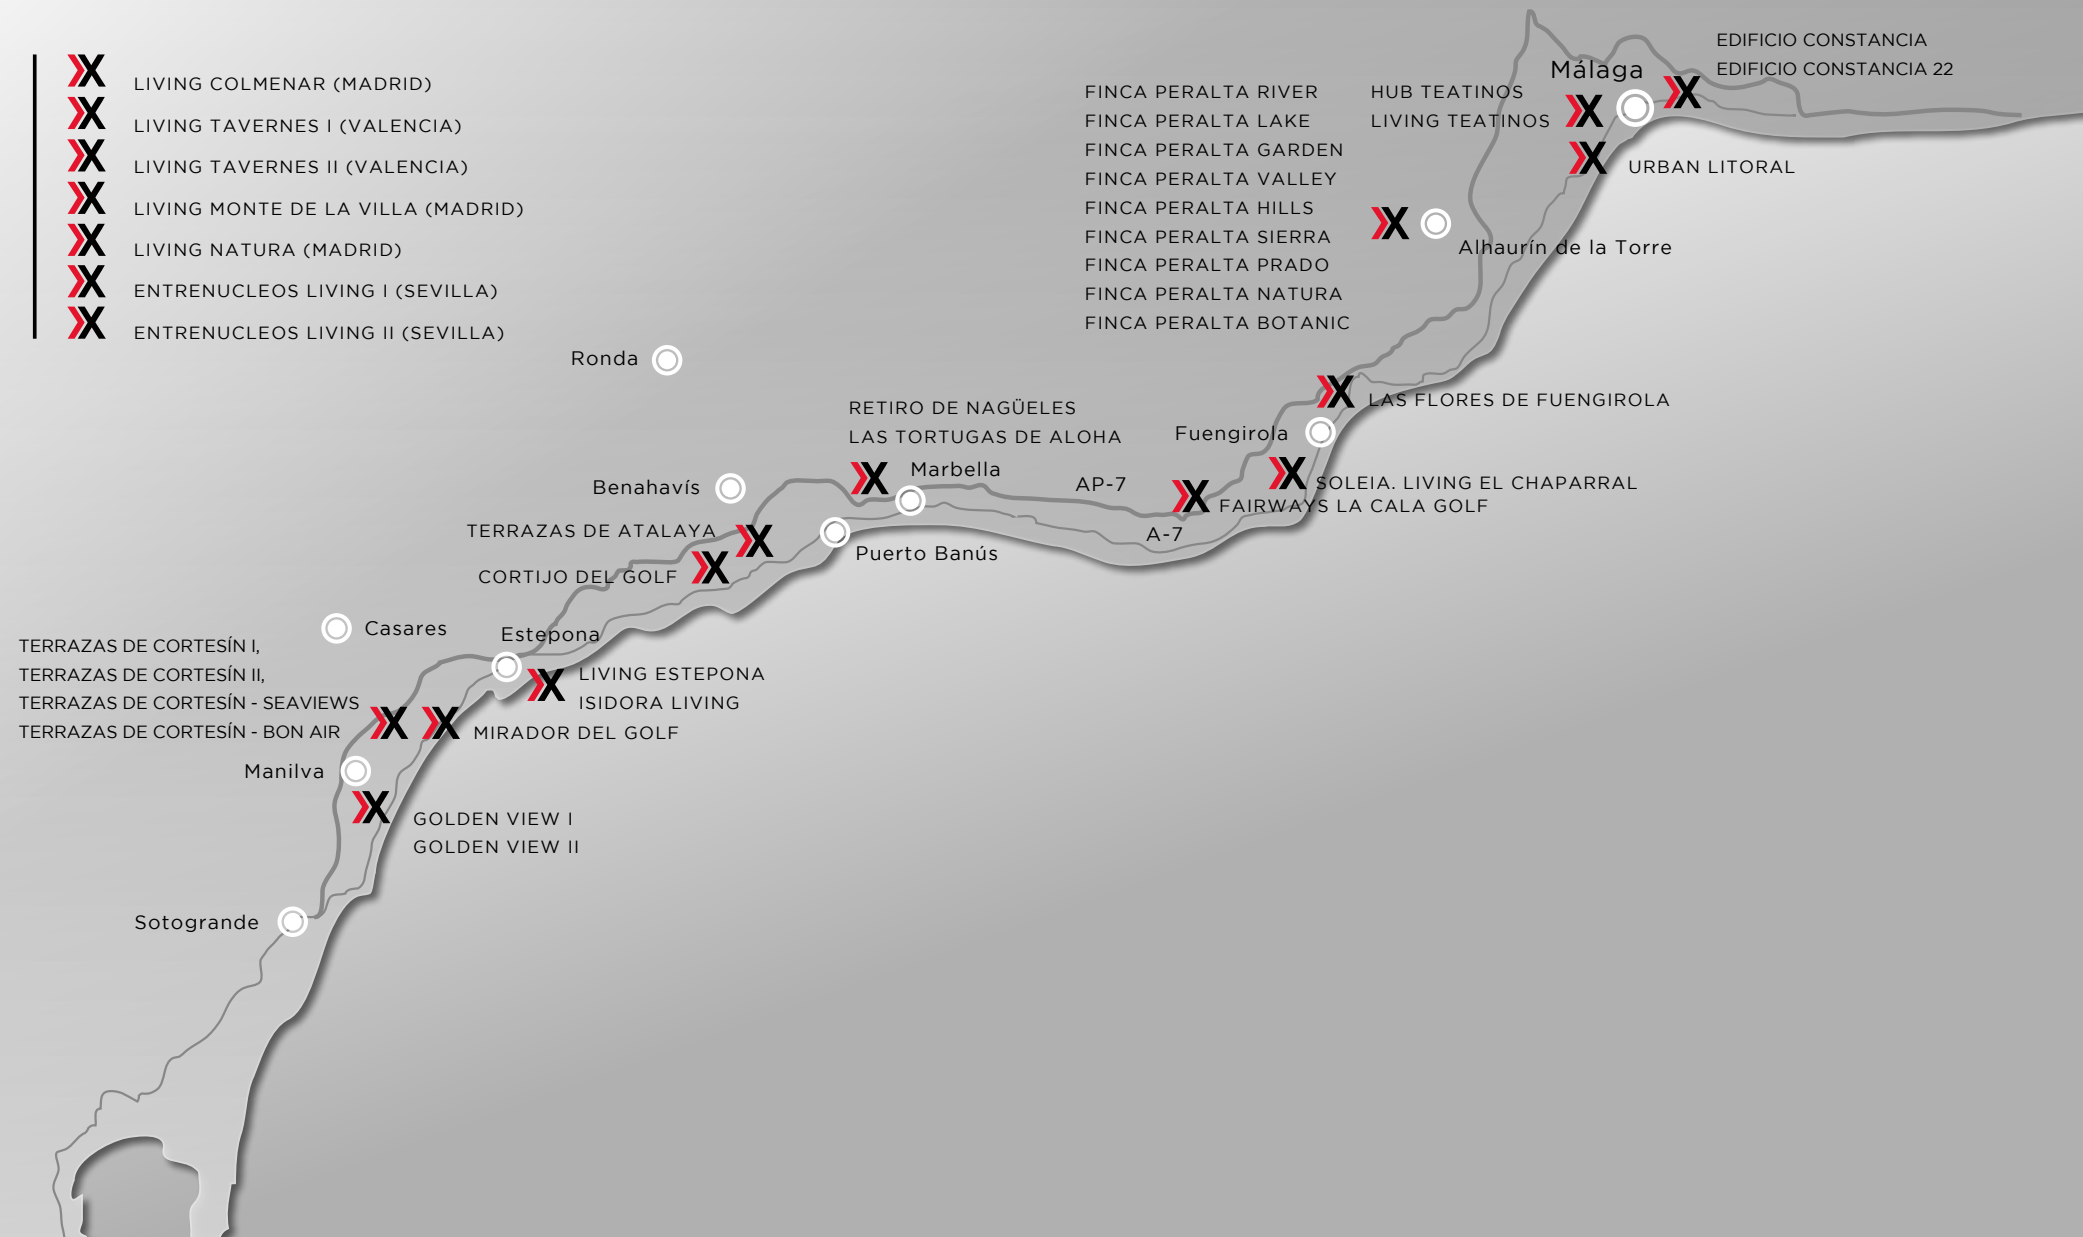 LIVING COLMENAR (MADRID)
LIVING TAVERNES I (VALENCIA)
LIVING TAVERNES II (VALENCIA)
LIVING MONTE DE LA VILLA (MADRID)
LIVING NATURA (MADRID)
ENTRENUCLEOS LIVING I (SEVILLA)
ENTRENUCLEOS LIVING II (SEVILLA)
EDIFICIO CONSTANCIA
EDIFICIO CONSTANCIA 22
Málaga
HUB TEATINOS
LIVING TEATINOS
URBAN LITORAL
FINCA PERALTA RIVER
FINCA PERALTA LAKE
FINCA PERALTA GARDEN
FINCA PERALTA VALLEY
FINCA PERALTA HILLS
FINCA PERALTA SIERRA
FINCA PERALTA PRADO
FINCA PERALTA NATURA
FINCA PERALTA BOTANIC
Alhaurín de la Torre
Ronda
LAS FLORES DE FUENGIROLA
RETIRO DE NAGÜELES
LAS TORTUGAS DE ALOHA
Fuengirola
Marbella
AP-7
SOLEIA. LIVING EL CHAPARRAL
FAIRWAYS LA CALA GOLF
Benahavís
TERRAZAS DE ATALAYA
A-7
Puerto Banús
CORTIJO DEL GOLF
Casares
Estepona
TERRAZAS DE CORTESÍN I,
TERRAZAS DE CORTESÍN II,
TERRAZAS DE CORTESÍN - SEAVIEWS
TERRAZAS DE CORTESÍN - BON AIR
LIVING ESTEPONA
ISIDORA LIVING
MIRADOR DEL GOLF
Manilva
GOLDEN VIEW I
GOLDEN VIEW II
Sotogrande